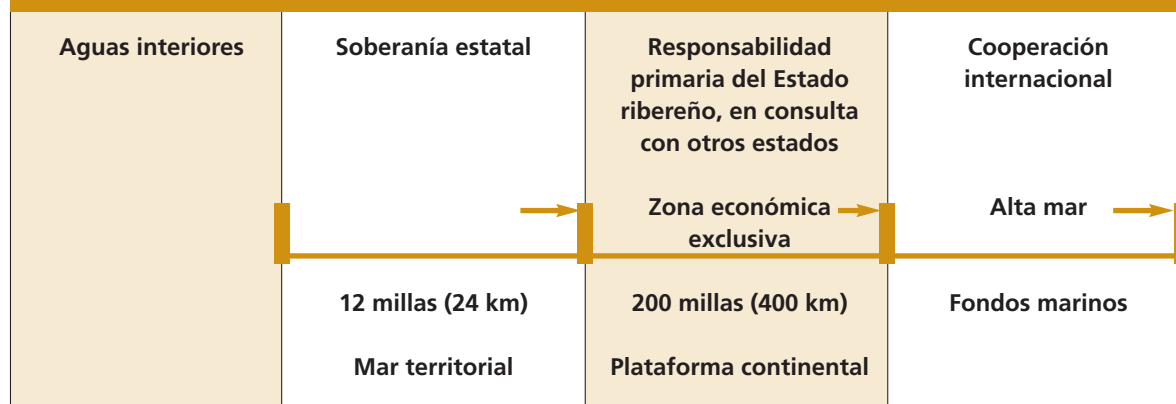 Aguas interiores
Soberanía estatal
Responsabilidad
primaria del Estado
ribereño, en consulta
con otros estados
Cooperación
internacional
Zona económica
exclusiva
Alta mar
12 millas (24 km)
200 millas (400 km)
Fondos marinos
Mar territorial
Plataforma continental